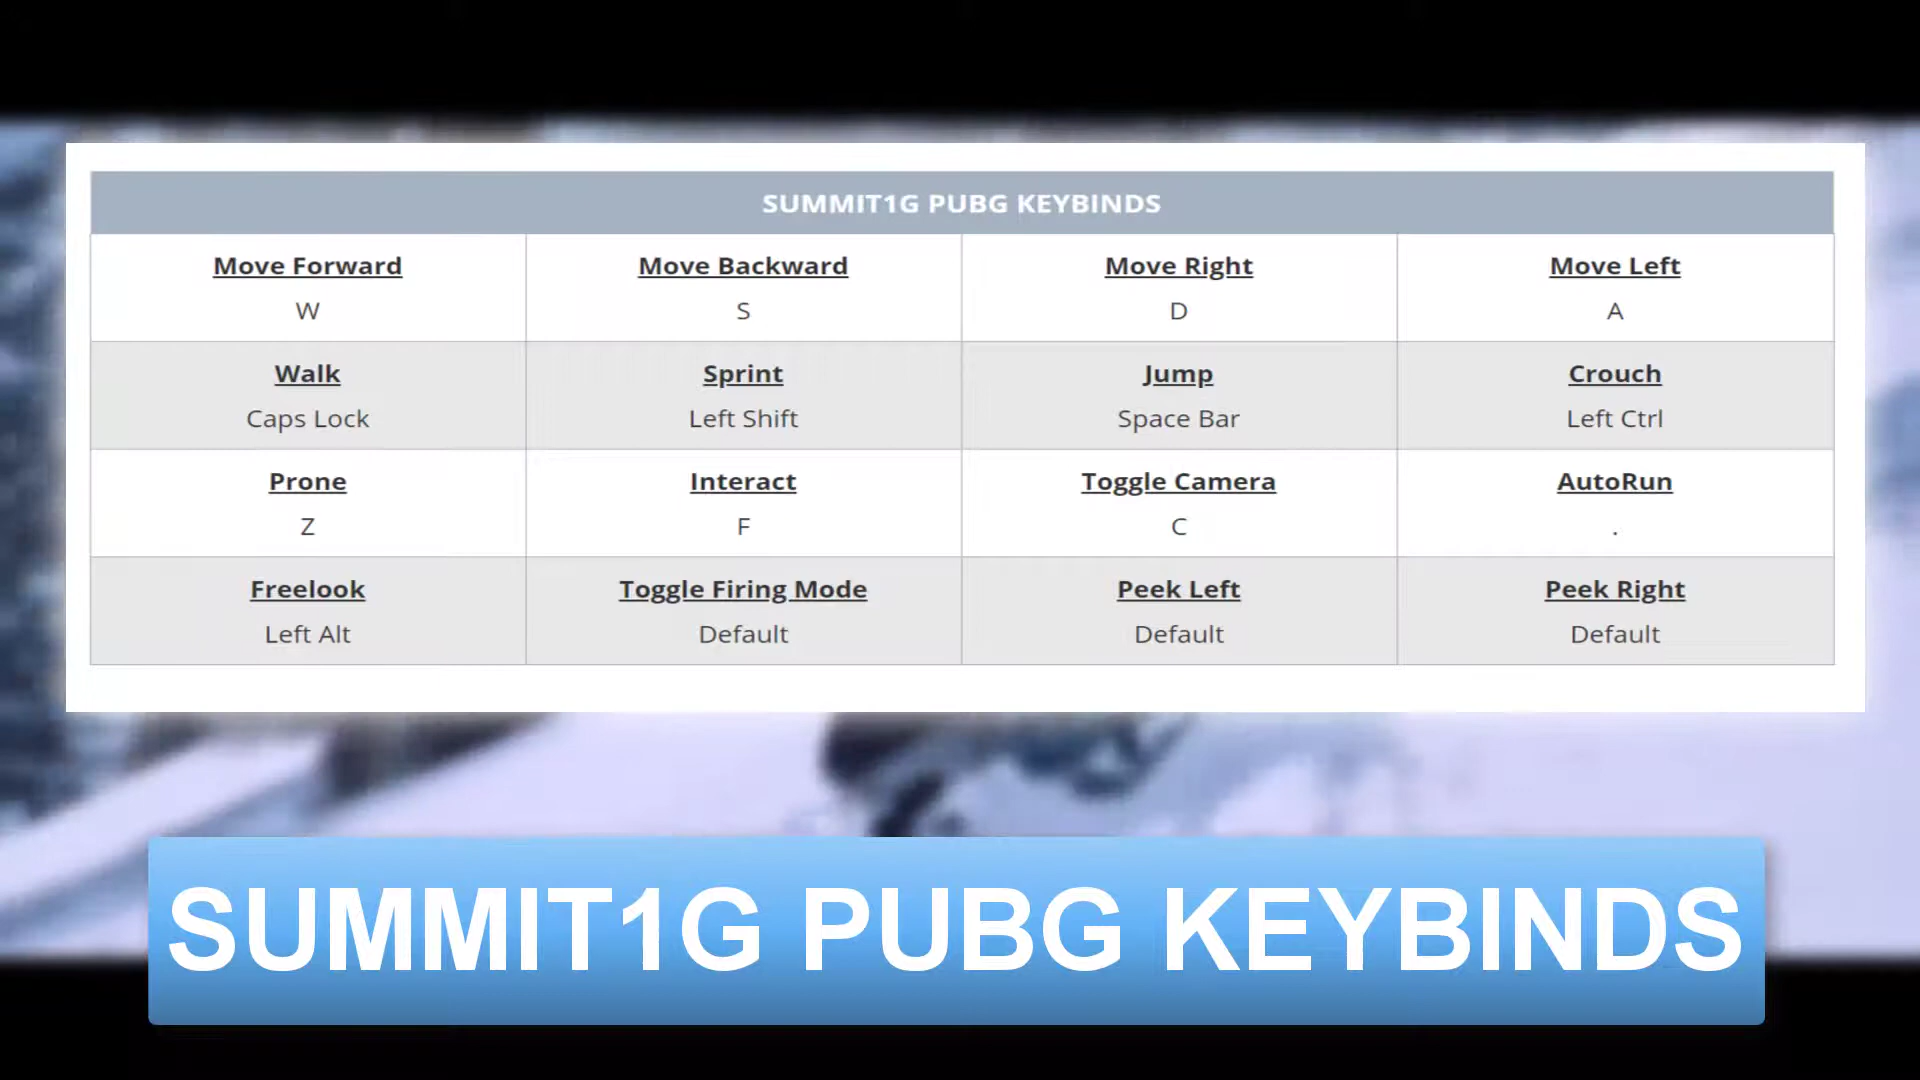 SUMMIT1G PUBG KEYBINDS
Move Forward Move Backward Move Right Move Left
W S D A
Walk Sprint Jump Crouch
Caps Lock Left Shift Space Bar Left Ctrl
Prone Interact Toggle Camera AutoRun
Z F C .
Freelook Toggle Firing Mode Peek Left Peek Right
Left Alt Default Default Default
SUMMIT1G PUBG KEYBINDS